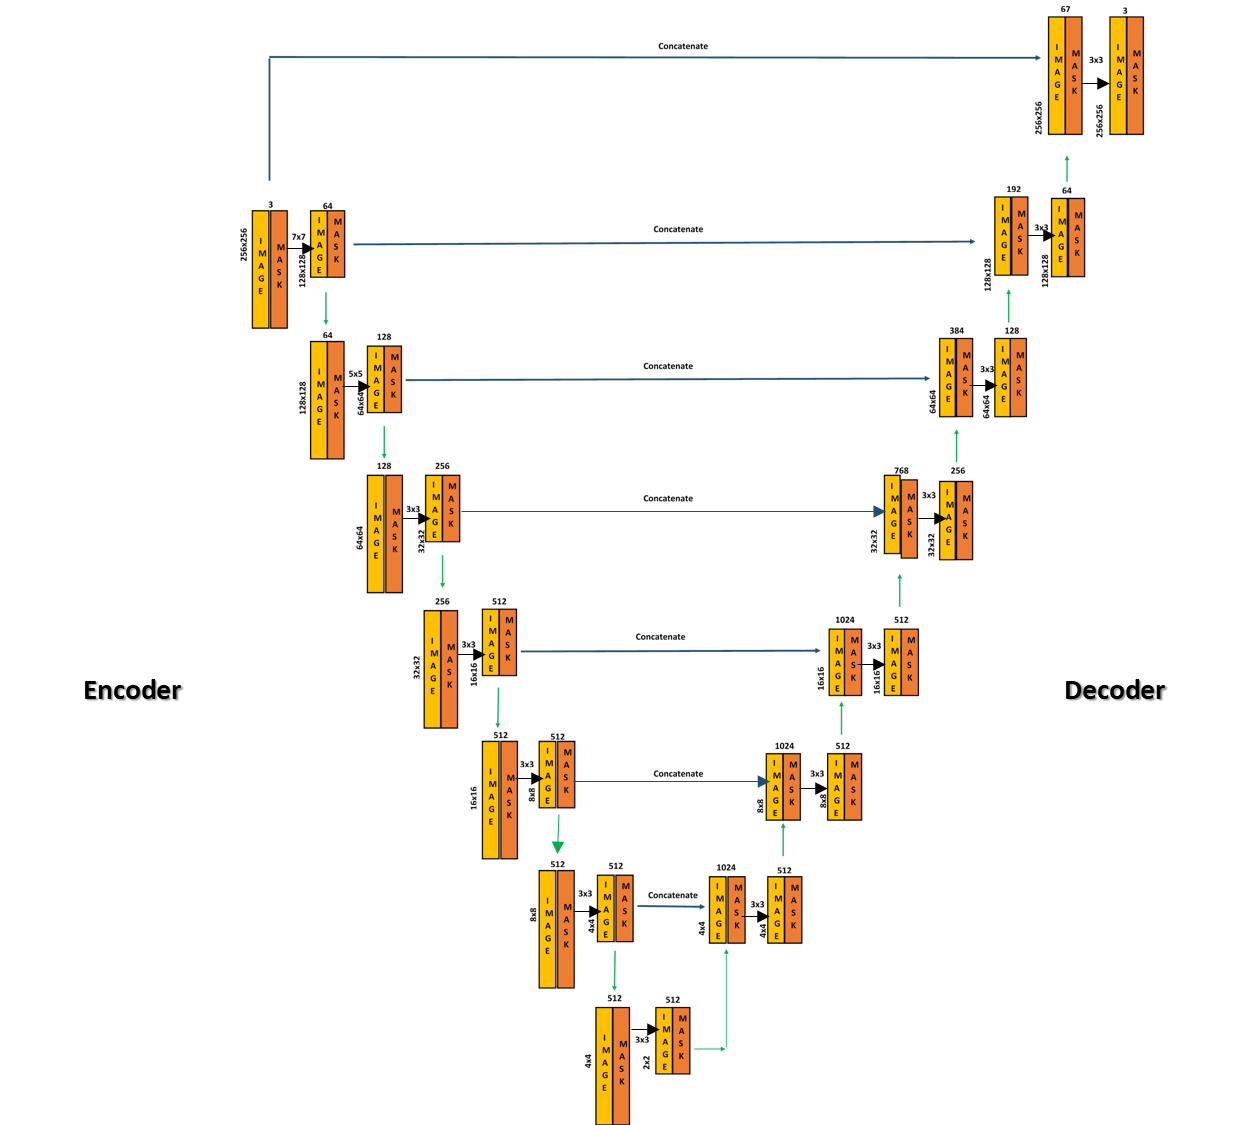 67
3
Concatenate
IMAGE
MASK
3x3
IMAGE
MASK
256x256
256x256
192
64
3
64
Concatenate
IMAGE
MASK
3x3
IMAGE
MASK
256x256
IMAGE
MASK
7x7
IMAGE
MASK
128x128
128x128
128x128
64
128
Concatenate
384
128
IMAGE
MASK
5x5
IMAGE
MASK
128x128
64x64
IMAGE
MASK
3x3
IMAGE
MASK
64x64
64x64
128
256
Concatenate
768
256
IMAGE
MASK
3x3
IMAGE
MASK
64x64
32x32
IMAGE
MASK
3x3
IMAGE
MASK
32x32
32x32
256
512
Concatenate
1024
512
IMAGE
MASK
3x3
IMAGE
MASK
32x32
16x16
IMAGE
MASK
3x3
IMAGE
MASK
16x16
16x16
Encoder
Decoder
512
512
Concatenate
1024
512
IMAGE
MASK
3x3
IMAGE
MASK
16x16
8x8
IMAGE
MASK
3x3
IMAGE
MASK
8x8
8x8
512
512
Concatenate
1024
512
IMAGE
MASK
3x3
IMAGE
MASK
8x8
4x4
IMAGE
MASK
3x3
IMAGE
MASK
4x4
4x4
512
512
IMAGE
MASK
3x3
IMAGE
MASK
4x4
2x2